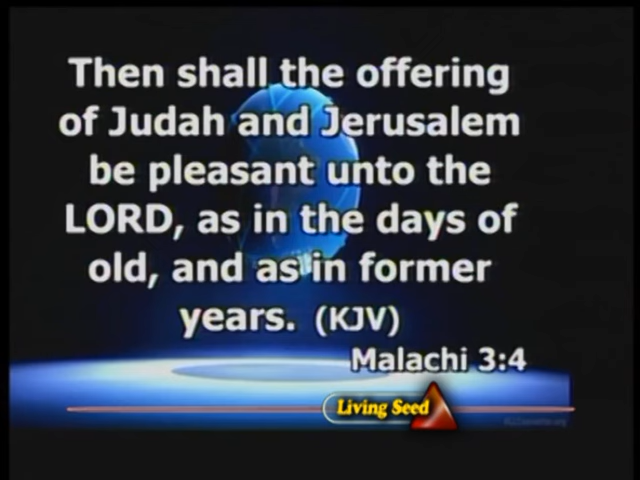 Then shall the offering
of Judah and Jerusalem
be pleasant unto the
LORD, as in the days of
old, and as in former
years. (KJV)
Malachi 3:4
Living Seed